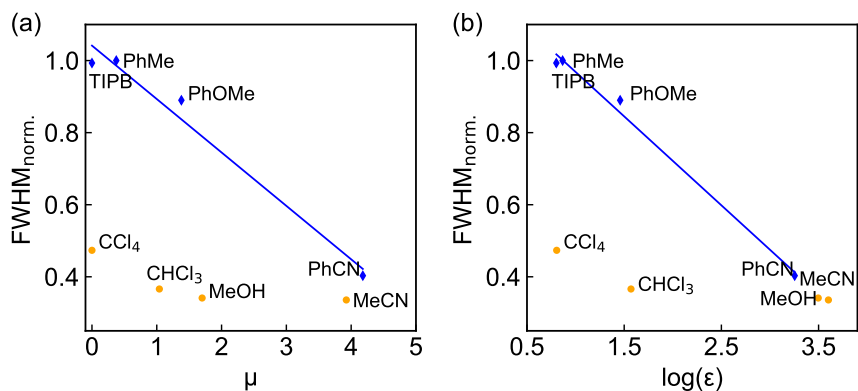 (a)
FWHM_norm.
1.0
0.8
0.6
0.4
0
1
2
3
4
5
μ
TIPB
PhMe
PhOMe
PhCN
CCl₄
CHCl₃
MeOH
MeCN
(b)
FWHM_norm.
1.0
0.8
0.6
0.4
0.5
1.5
2.5
3.5
log(ε)
TIPB
PhMe
PhOMe
PhCN
MeCN
MeOH
CCl₄
CHCl₃